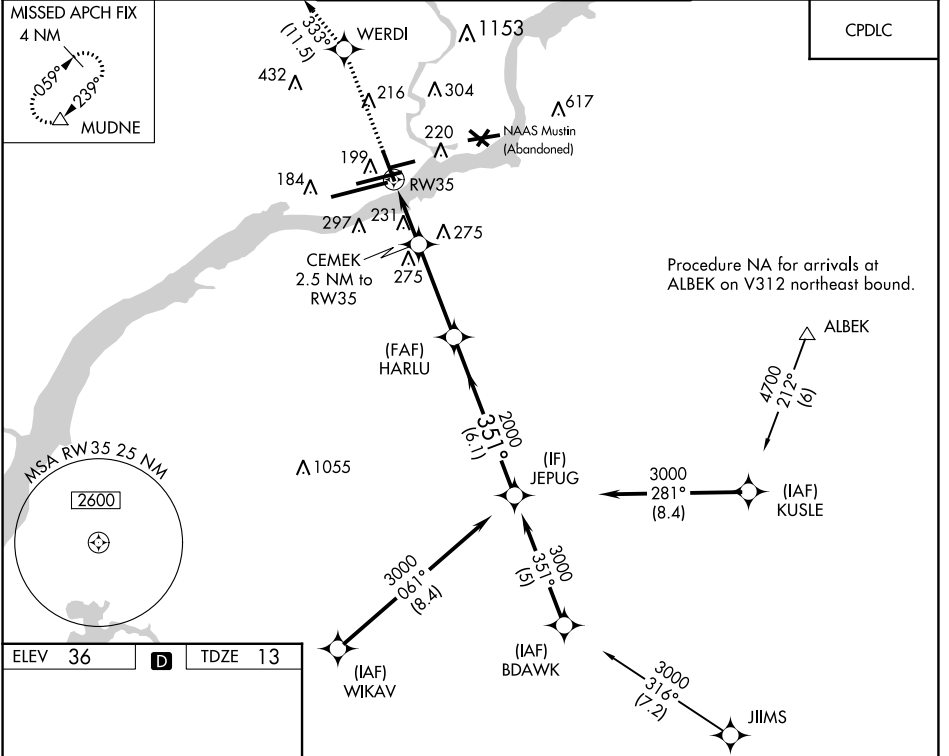 MISSED APCH FIX
4 NM
059°
239°
MUDNE
333°
(11.5)
WERDI
1153
CPDLC
432
216
304
617
220
NAAS Mustin
(Abandoned)
199
184
RW35
297
231
275
CEMEK
2.5 NM to
RW35
275
Procedure NA for arrivals at
ALBEK on V312 northeast bound.
ALBEK
(FAF)
HARLU
4700
212°
(6)
2000
351°
(6.1)
MSA RW35 25 NM
2600
1055
(IF)
JEPUG
3000
281°
(8.4)
(IAF)
KUSLE
3000
061°
(8.4)
3000
351°
(5)
(IAF)
WIKAV
(IAF)
BDAWK
3000
316°
(7.2)
JIIMS
ELEV 36
D
TDZE 13